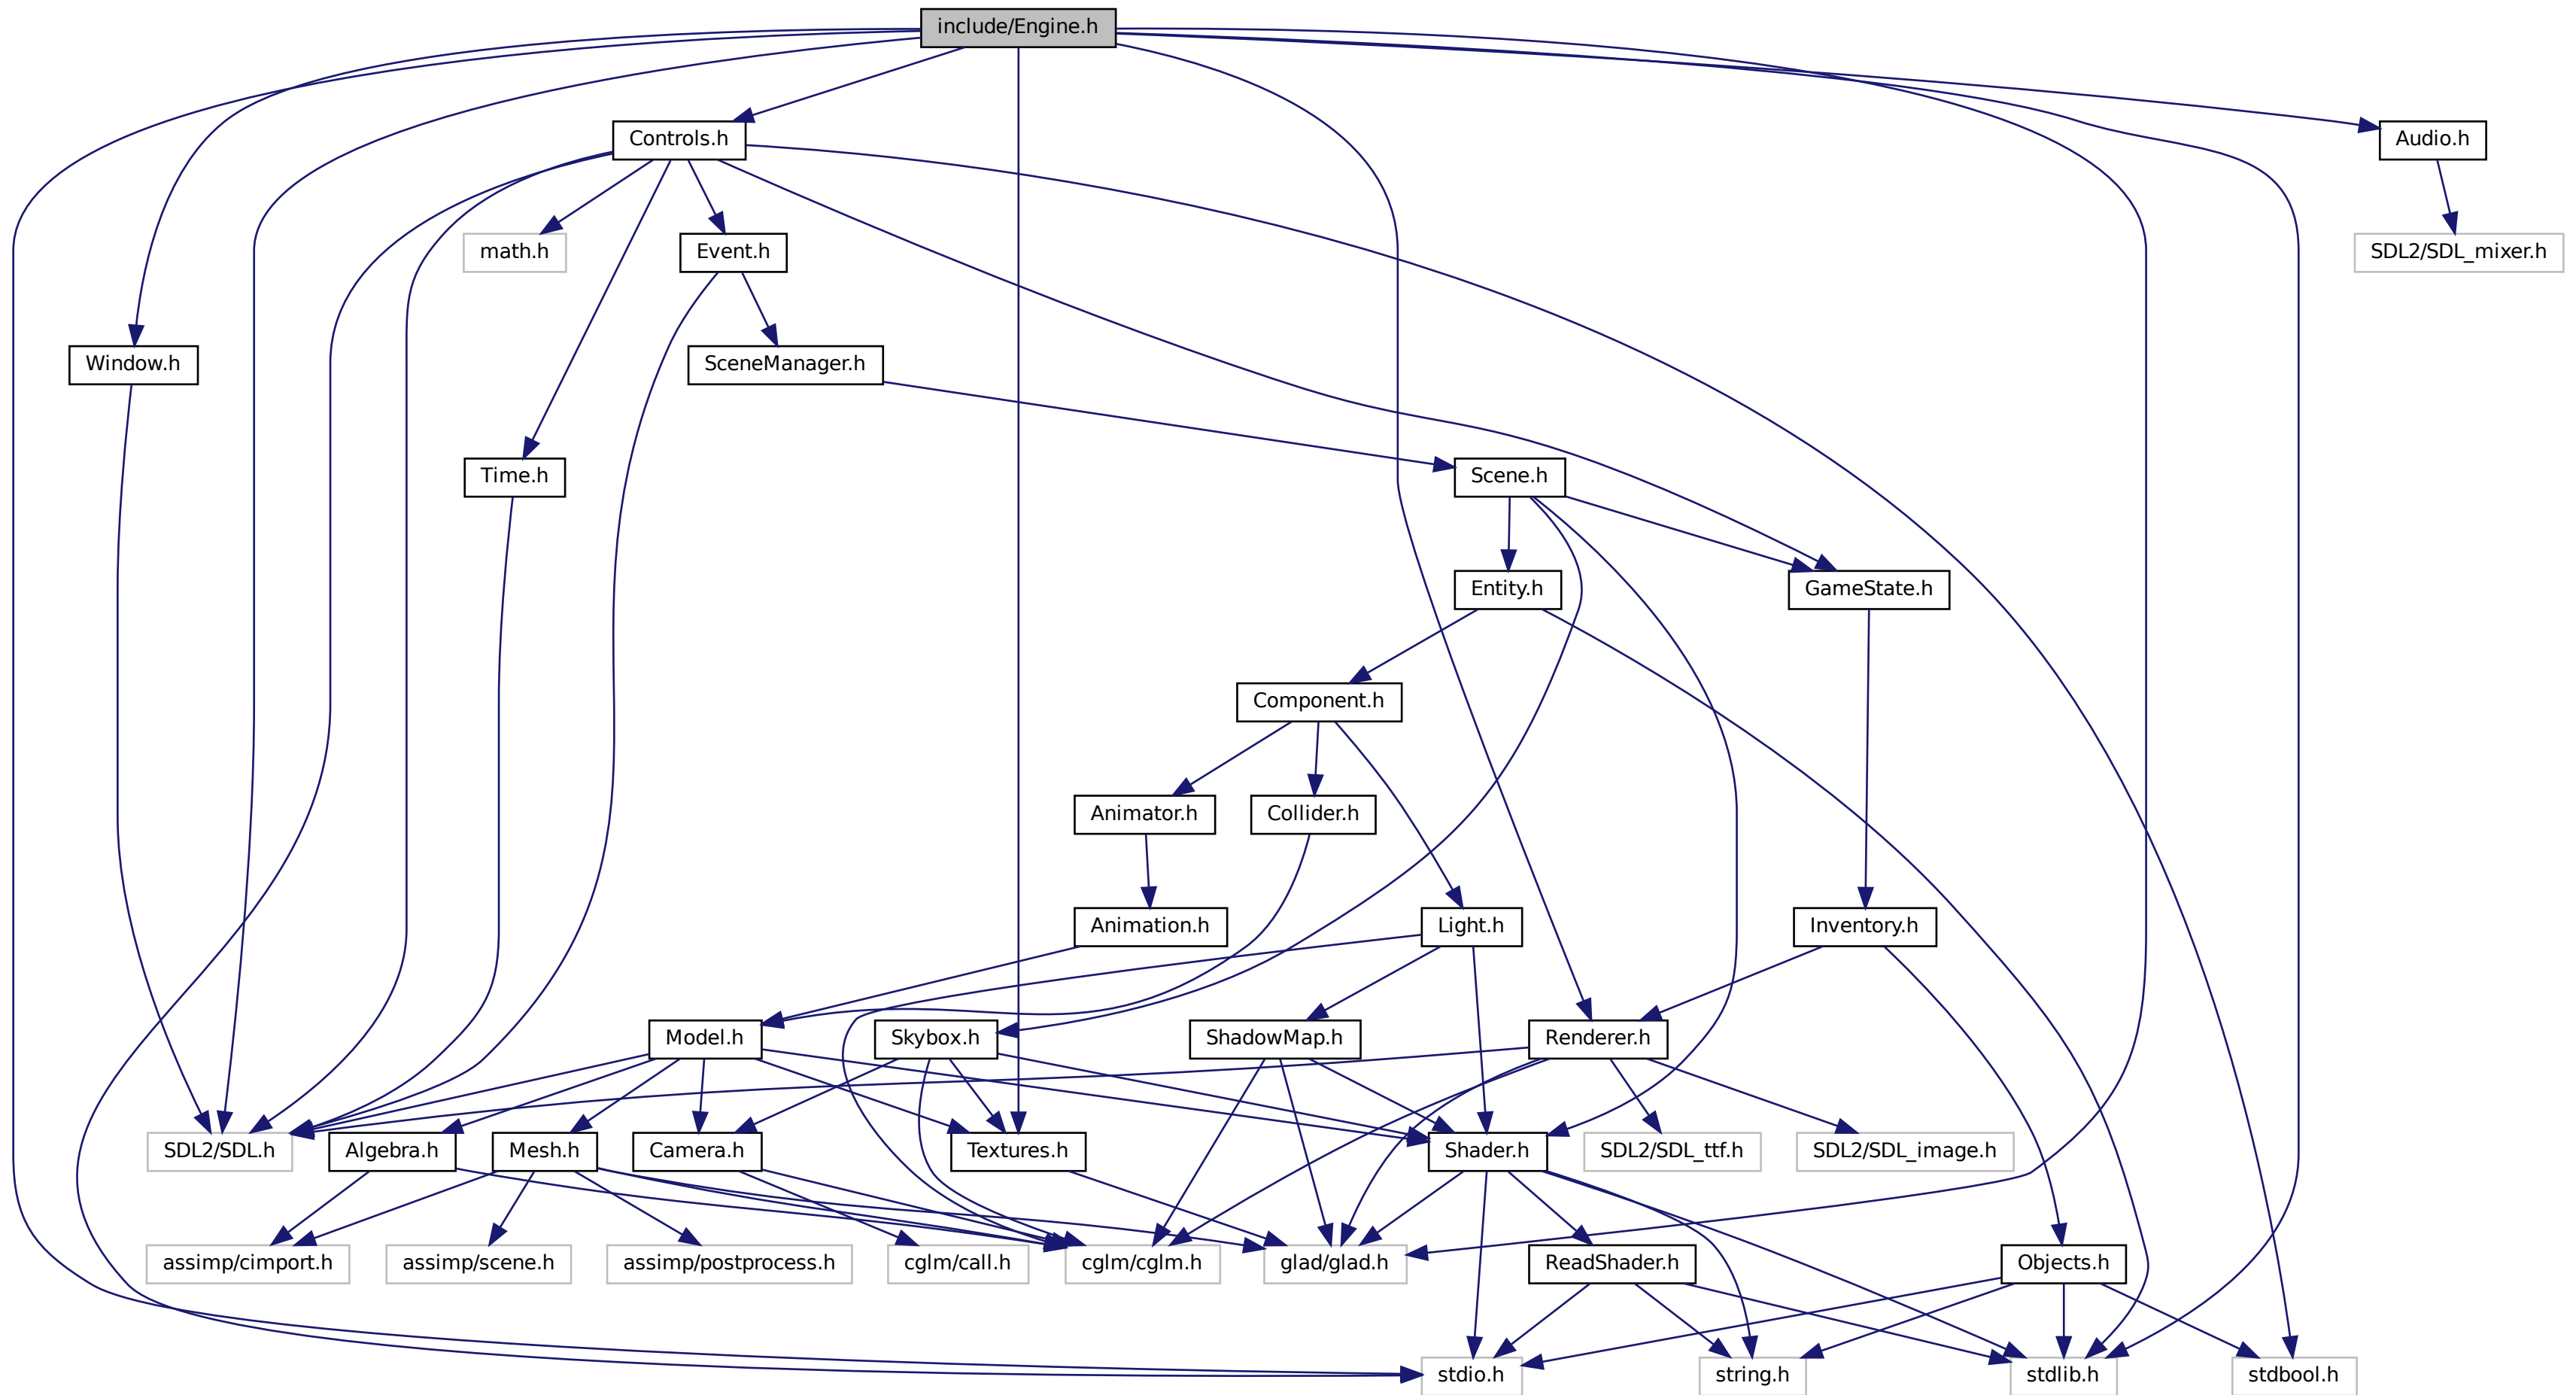 include/Engine.h
Controls.h
Audio.h
math.h
Event.h
SDL2/SDL_mixer.h
Window.h
SceneManager.h
Time.h
Scene.h
Entity.h
GameState.h
Component.h
Animator.h
Collider.h
Animation.h
Light.h
Inventory.h
Model.h
Skybox.h
ShadowMap.h
Renderer.h
SDL2/SDL.h
Algebra.h
Mesh.h
Camera.h
Textures.h
Shader.h
SDL2/SDL_ttf.h
SDL2/SDL_image.h
assimp/cimport.h
assimp/scene.h
assimp/postprocess.h
cglm/call.h
cglm/cglm.h
glad/glad.h
ReadShader.h
Objects.h
stdio.h
string.h
stdlib.h
stdbool.h